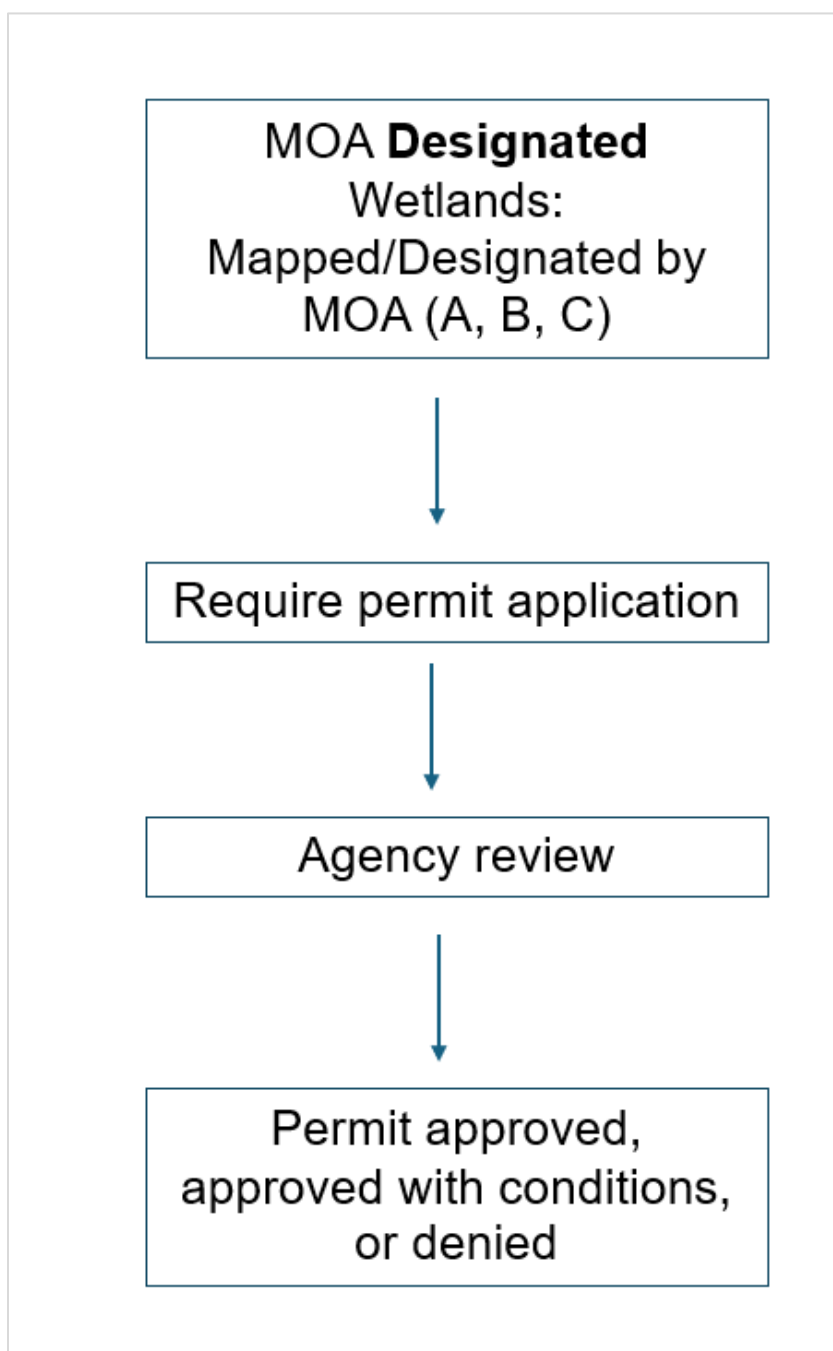 MOA Designated
Wetlands:
Mapped/Designated by
MOA (A, B, C)
Require permit application
Agency review
Permit approved,
approved with conditions,
or denied